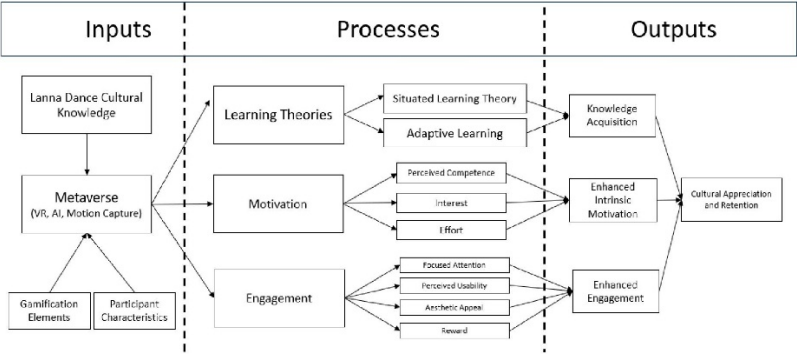 Inputs
Processes
Outputs
Lanna Dance Cultural
Knowledge
Metaverse
(VR, AI, Motion Capture)
Gamification
Elements
Participant
Characteristics
Learning Theories
Situated Learning Theory
Adaptive Learning
Motivation
Perceived Competence
Interest
Effort
Engagement
Focused Attention
Perceived Usability
Aesthetic Appeal
Reward
Knowledge
Acquisition
Enhanced
Intrinsic
Motivation
Enhanced
Engagement
Cultural Appreciation
and Retention